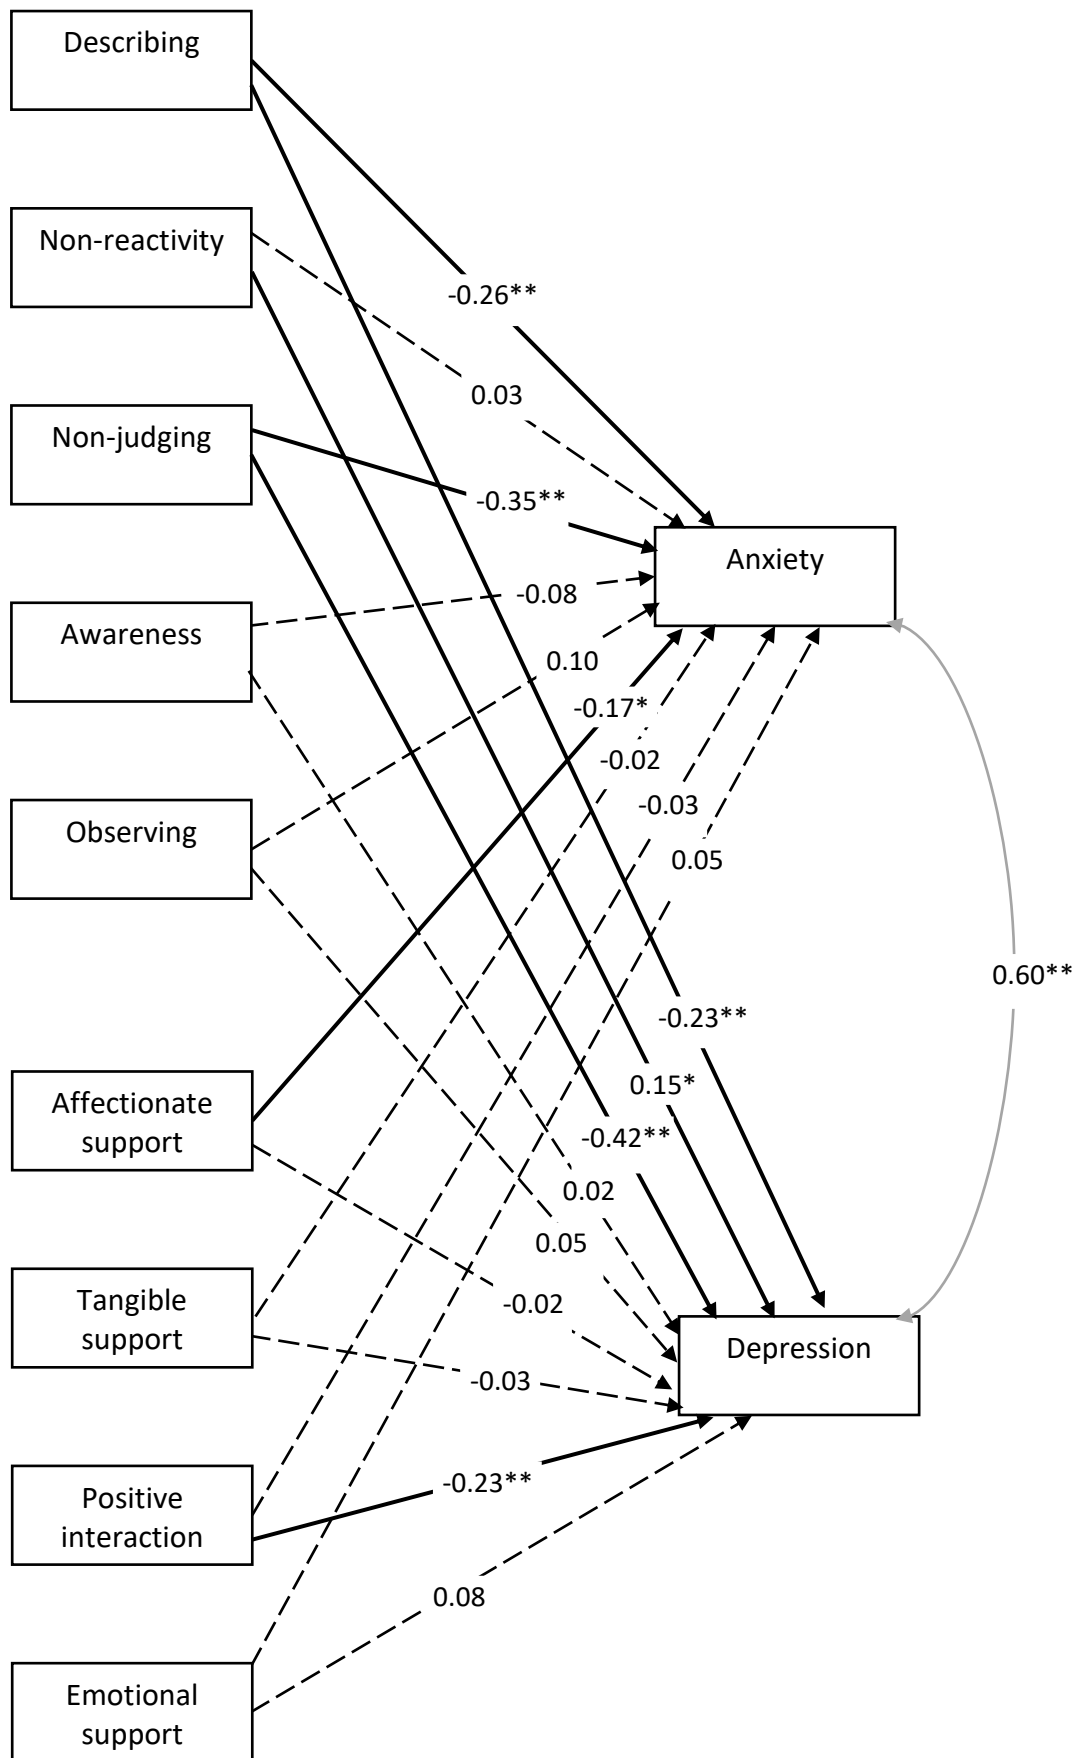 Describing
Non-reactivity
-0.26**
0.03
Non-judging
-0.35**
Anxiety
-0.08
Awareness
0.10
-0.17*
-0.02
-0.03
Observing
0.05
0.60**
-0.23**
0.15*
Affectionate
support
-0.42**
0.02
0.05
Tangible
support
-0.02
Depression
-0.03
-0.23**
Positive
interaction
0.08
Emotional
support